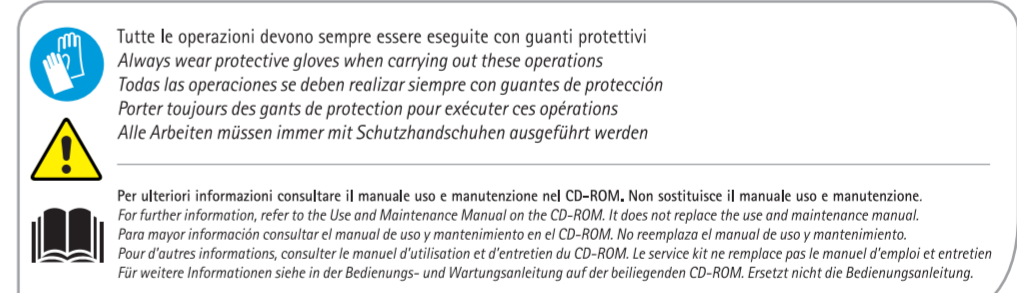 Tutte le operazioni devono sempre essere eseguite con guanti protettivi
Always wear protective gloves when carrying out these operations
Todas las operaciones se deben realizar siempre con guantes de protección
Porter toujours des gants de protection pour exécuter ces opérations
Alle Arbeiten müssen immer mit Schutzhandschuhen ausgeführt werden
Per ulteriori informazioni consultare il manuale uso e manutenzione nel CD-ROM. Non sostituisce il manuale uso e manutenzione.
For further information, refer to the Use and Maintenance Manual on the CD-ROM. It does not replace the use and maintenance manual.
Para mayor información consultar el manual de uso y mantenimiento en el CD-ROM. No reemplaza el manual de uso y mantenimiento.
Pour d'autres informations, consulter le manuel d'utilisation et d'entretien du CD-ROM. Le service kit ne remplace pas le manuel d'emploi et entretien
Für weitere Informationen siehe in der Bedienungs- und Wartungsanleitung auf der beiliegenden CD-ROM. Ersetzt nicht die Bedienungsanleitung.